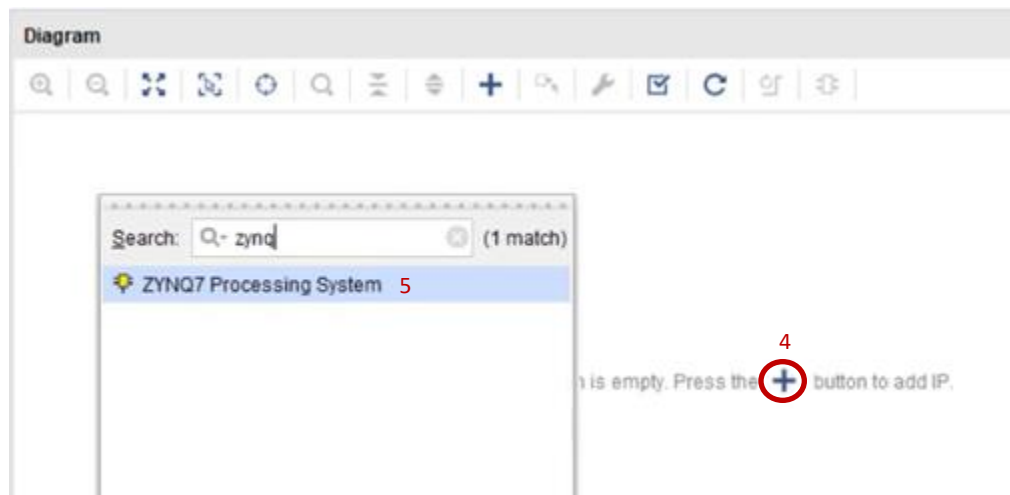 Diagram
Search: zynq (1 match)
ZYNQ7 Processing System 5
4
is empty. Press the button to add IP.